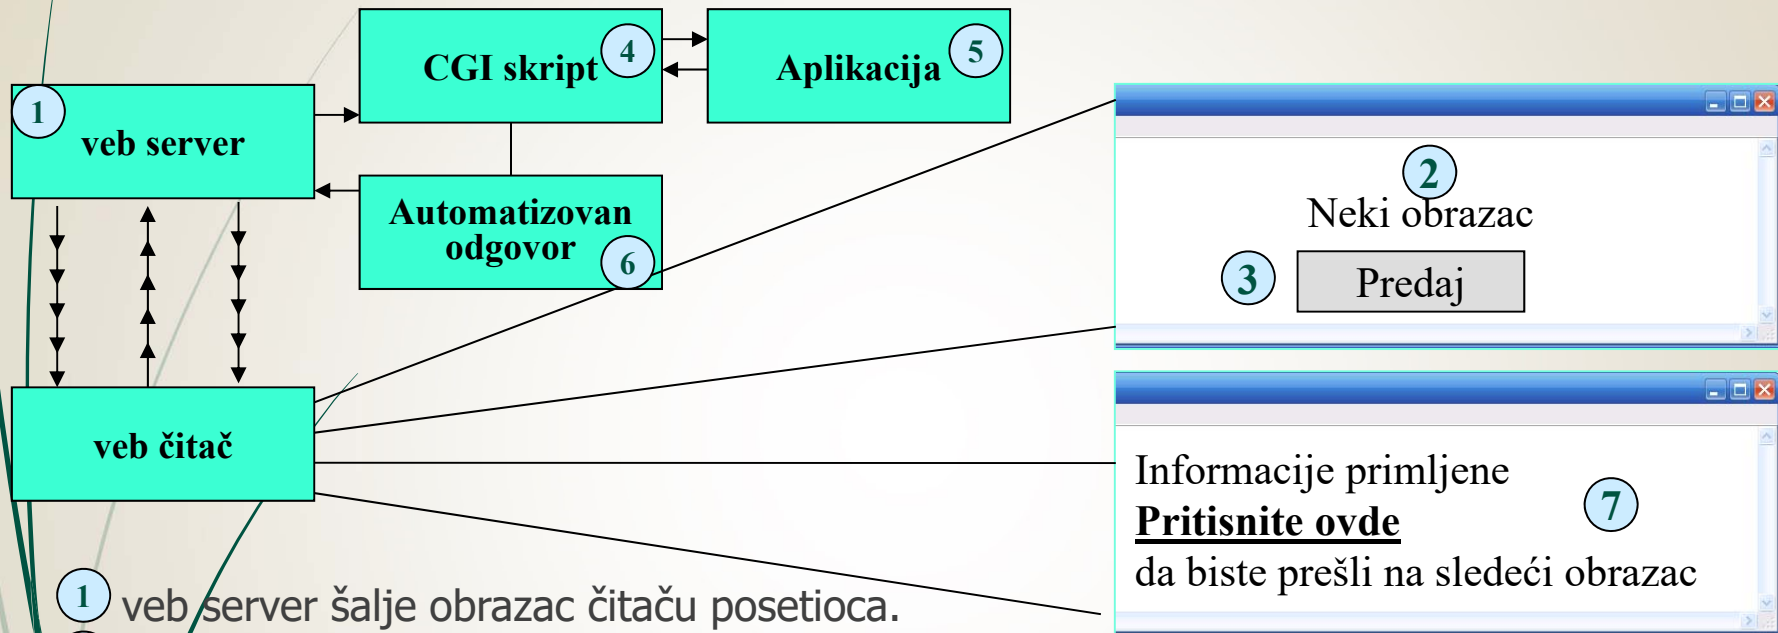 CGI skript
4
Aplikacija
5
1
veb server
Automatizovan
odgovor
6
veb čitač
2
Neki obrazac
3
Predaj
Informacije primljene
Pritisnite ovde
7
da biste prešli na sledeći obrazac
1 veb server šalje obrazac čitaču posetioca.